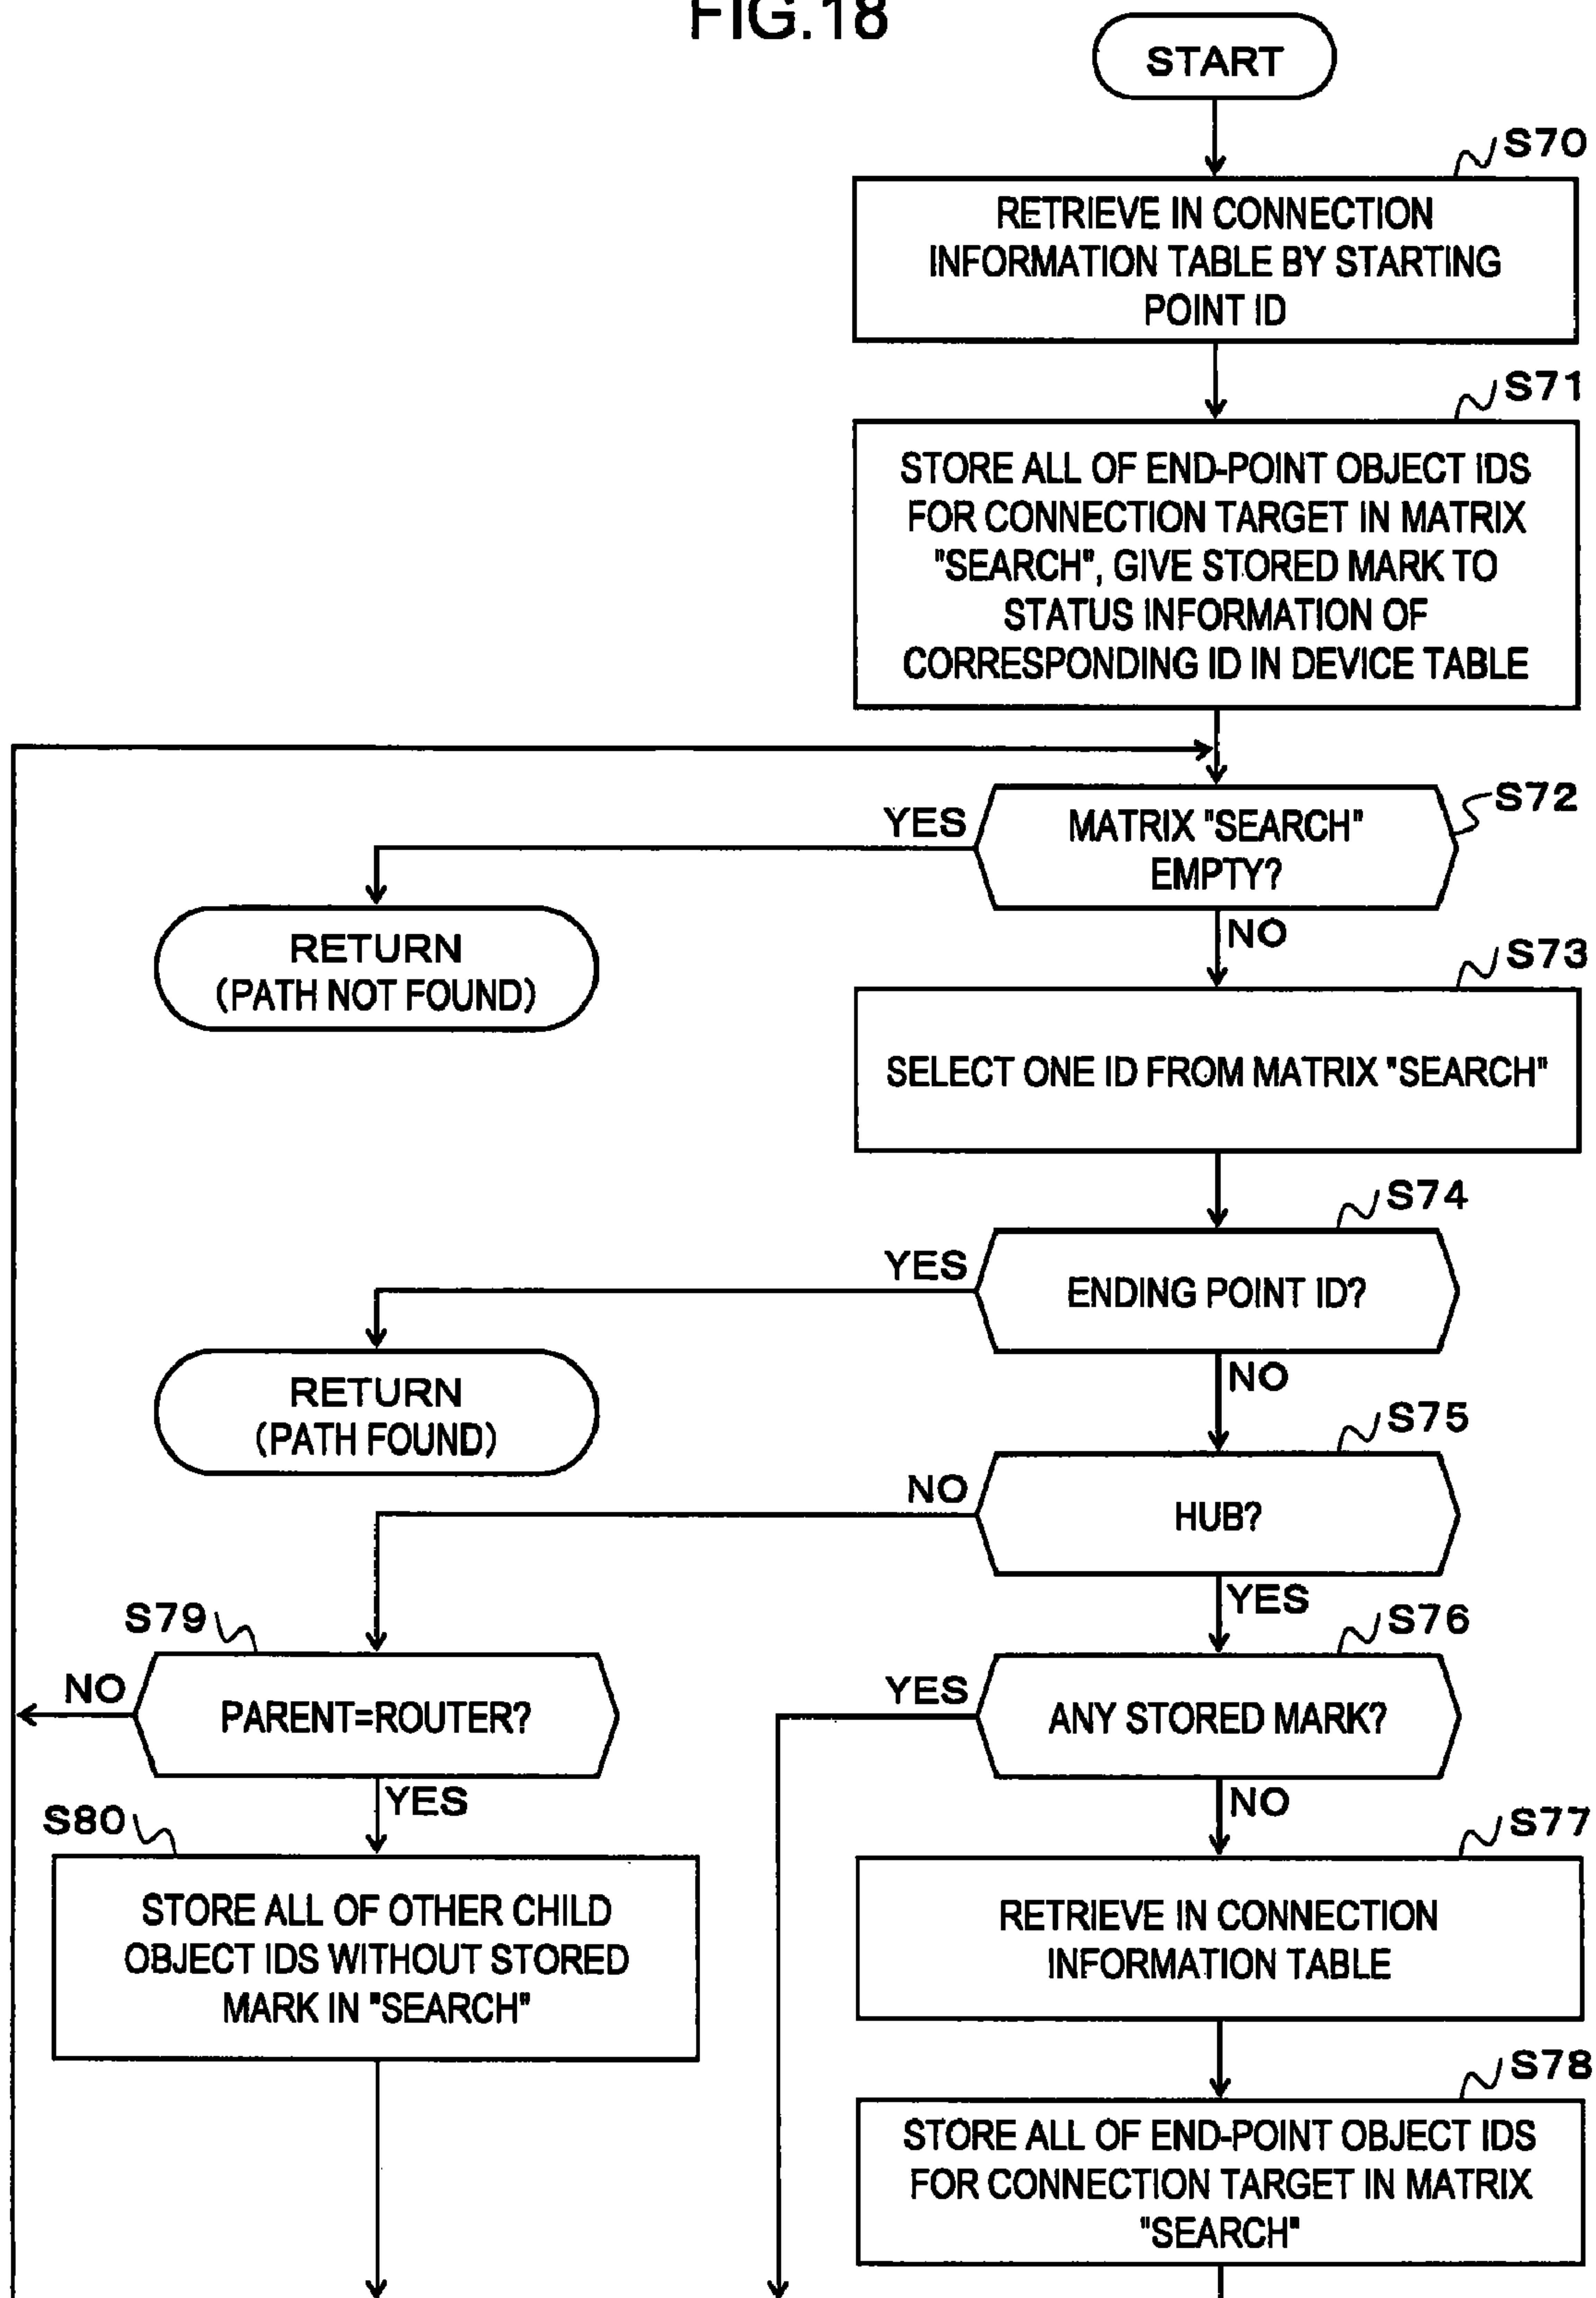 FIG.18
START
S70
RETRIEVE IN CONNECTION
INFORMATION TABLE BY STARTING
POINT ID
S71
STORE ALL OF END-POINT OBJECT IDS
FOR CONNECTION TARGET IN MATRIX
"SEARCH", GIVE STORED MARK TO
STATUS INFORMATION OF
CORRESPONDING ID IN DEVICE TABLE
S72
YES
MATRIX "SEARCH"
EMPTY?
NO
RETURN
(PATH NOT FOUND)
S73
SELECT ONE ID FROM MATRIX "SEARCH"
S74
YES
ENDING POINT ID?
NO
RETURN
(PATH FOUND)
S75
NO
HUB?
YES
S79
S76
NO
PARENT=ROUTER?
YES
YES
ANY STORED MARK?
NO
S80
STORE ALL OF OTHER CHILD
OBJECT IDS WITHOUT STORED
MARK IN "SEARCH"
S77
RETRIEVE IN CONNECTION
INFORMATION TABLE
S78
STORE ALL OF END-POINT OBJECT IDS
FOR CONNECTION TARGET IN MATRIX
"SEARCH"